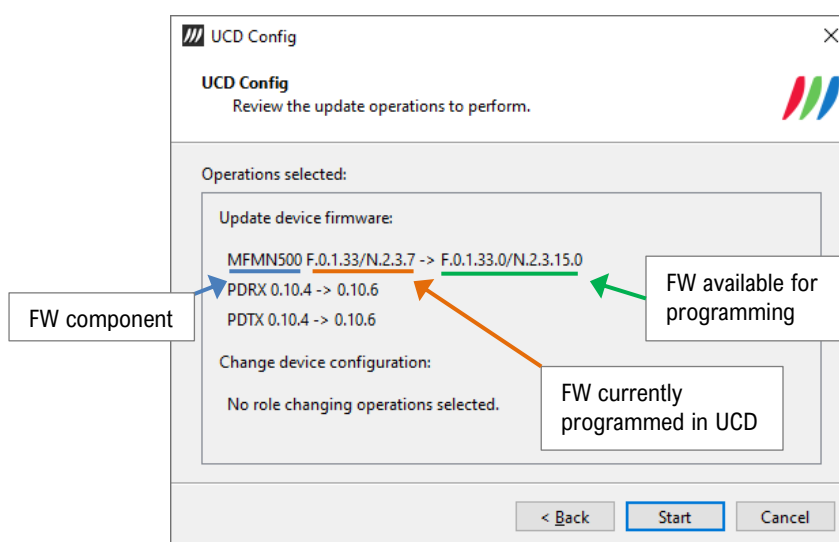 UCD Config
UCD Config
Review the update operations to perform.
Operations selected:
Update device firmware:
MFMN500 F.0.1.33/N.2.3.7 -> F.0.1.33.0/N.2.3.15.0
PDRX 0.10.4 -> 0.10.6
FW available for
programming
FW component
PDTX 0.10.4 -> 0.10.6
Change device configuration:
No role changing operations selected.
FW currently
programmed in UCD
< Back
Start
Cancel